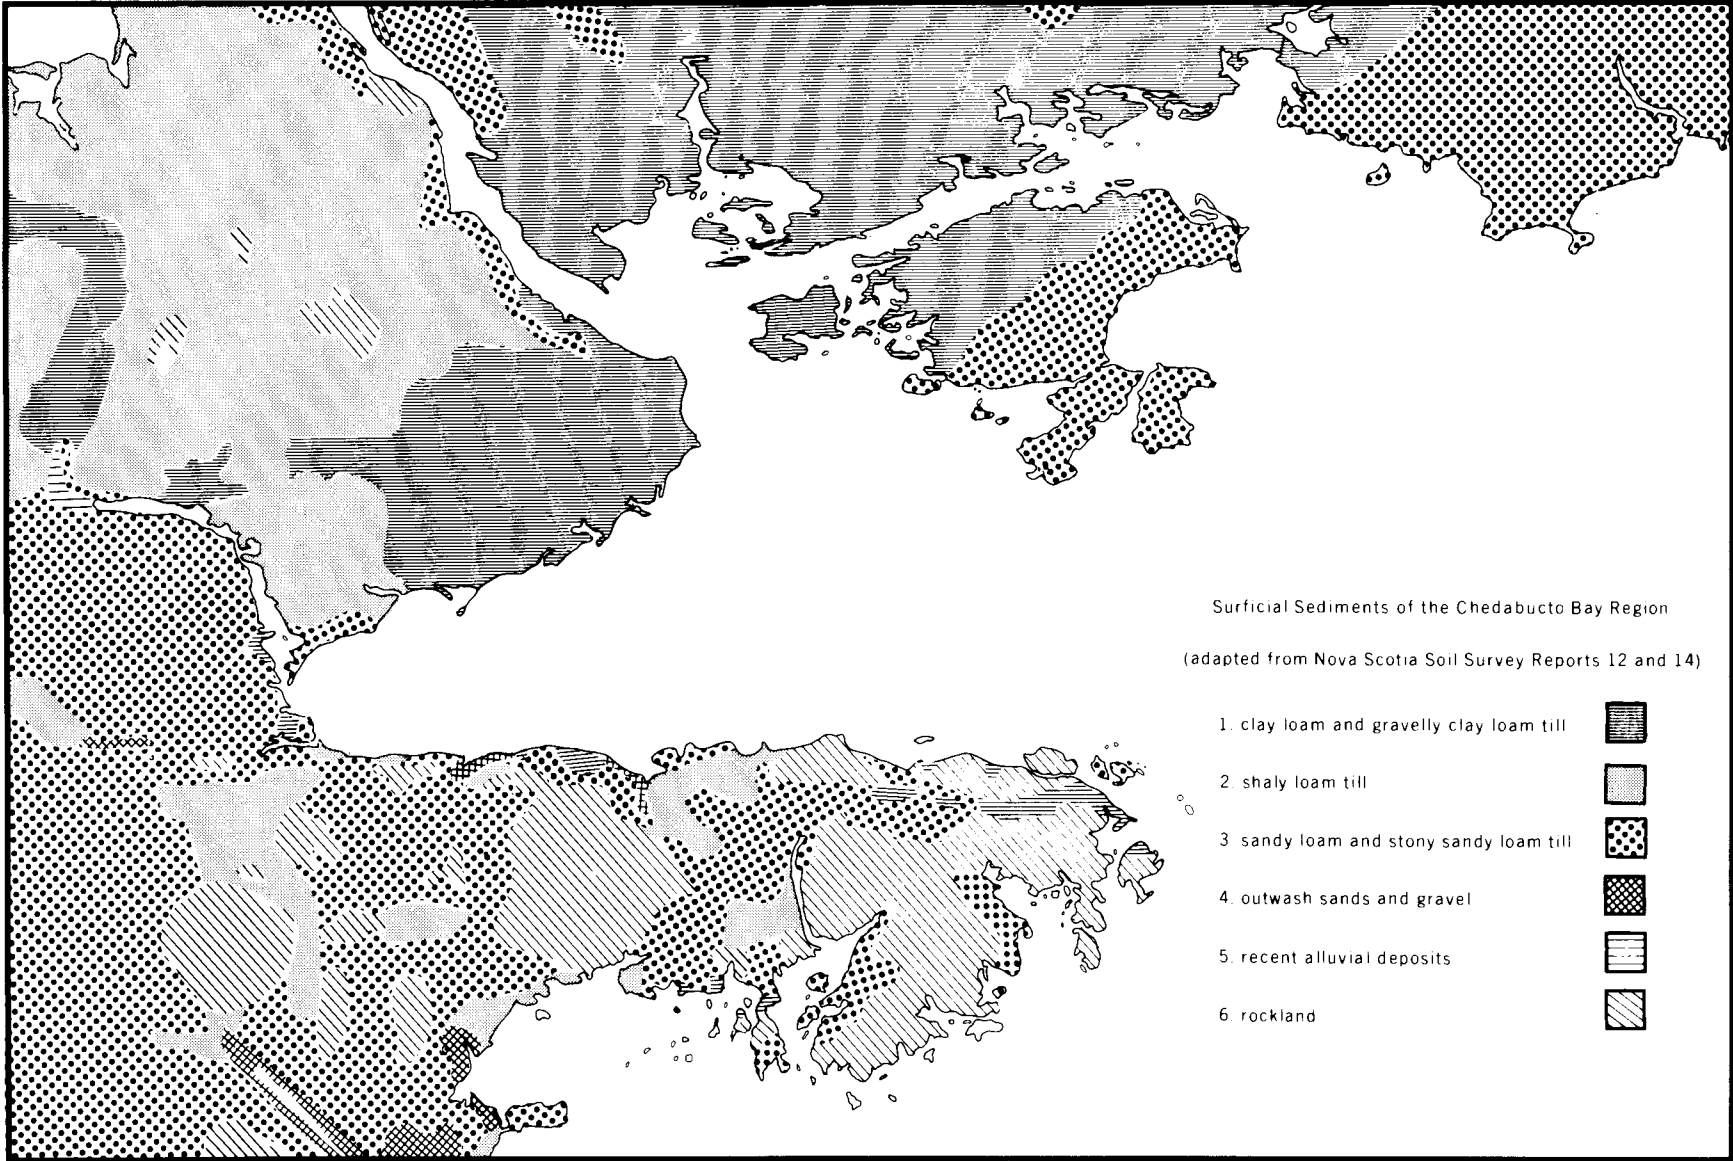 Surficial Sediments of the Chedabucto Bay Region
(adapted from Nova Scotia Soil Survey Reports 12 and 14)
1. clay loam and gravelly clay loam till
2. shaly loam till
3 sandy loam and stony sandy loam till
4. outwash sands and gravel
5. recent alluvial deposits
6. rockland